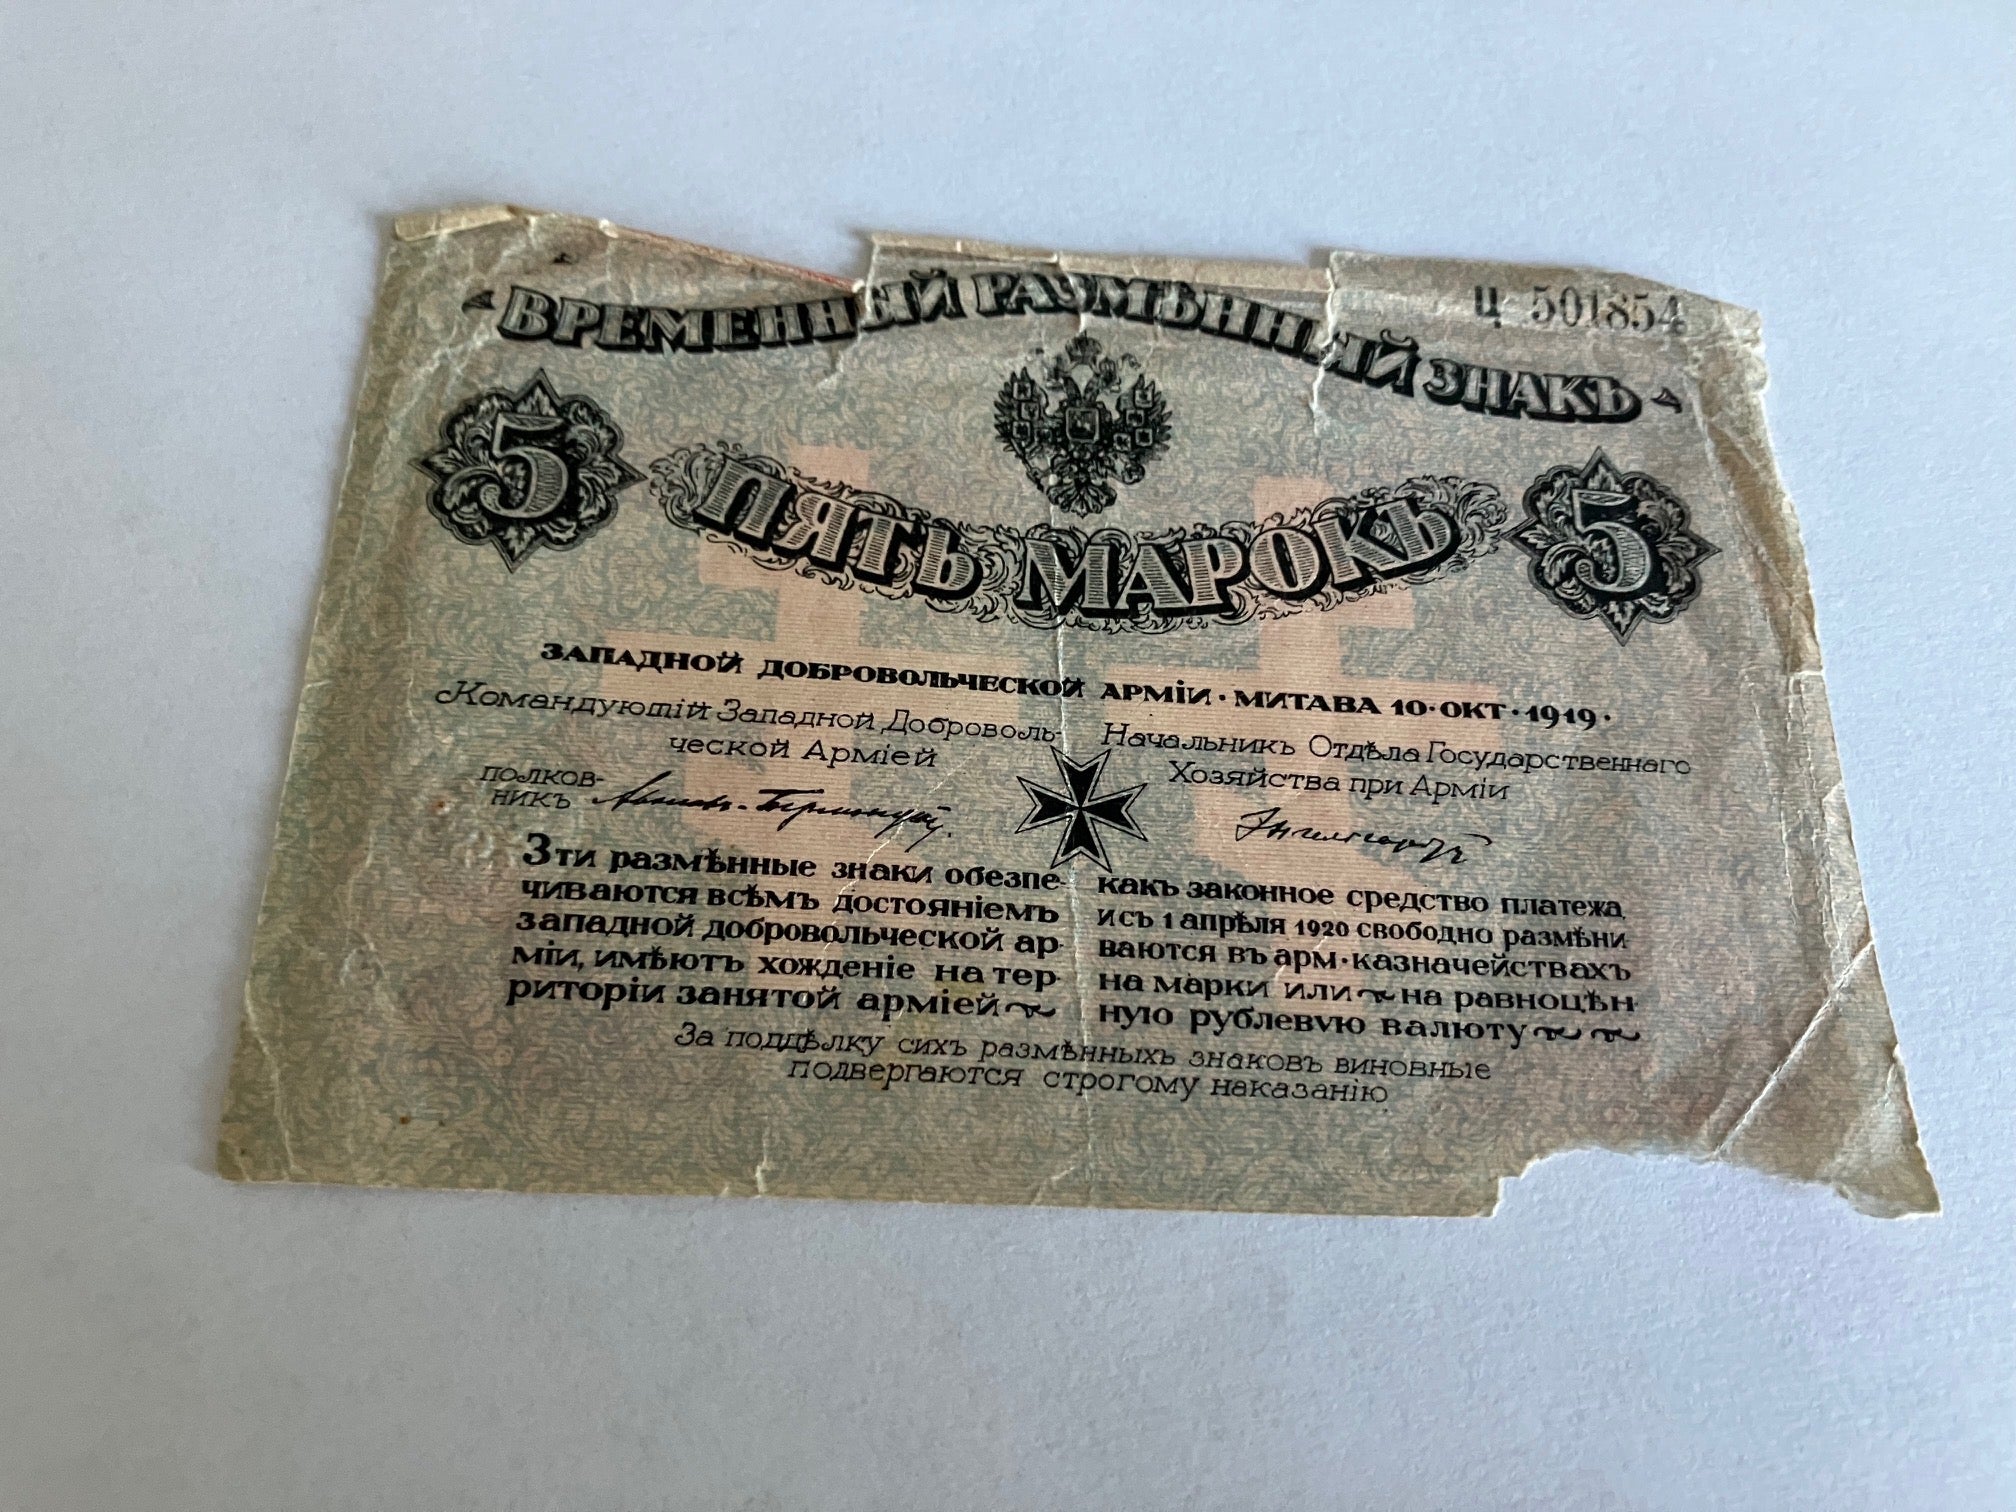 Ц 501854
ВРЕМЕННЫЙ РАЗМѢННЫЙ ЗНАКЪ
5
5
ПЯТЬ МАРОКЪ
ЗАПАДНОЙ ДОБРОВОЛЬЧЕСКОЙ АРМІИ · МИТАВА 10 · ОКТ · 1919 ·
Командующій Западной Доброволь-
ческой Арміей
полков-
никъ
Начальникъ Отдѣла Государственнаго
Хозяйства при Арміи
Эти размѣнные знаки обезпе-
чиваются всѣмъ достояніемъ
западной добровольческой ар-
міи, имѣютъ хожденіе на тер-
риторіи занятой арміей
какъ законное средство платежа
и съ 1 апрѣля 1920 свободно размѣни
ваются въ арм · казначействахъ
на марки или на равноцѣн-
ную рублевую валюту
За поддѣлку сихъ размѣнныхъ знаковъ виновные
подвергаются строгому наказанію